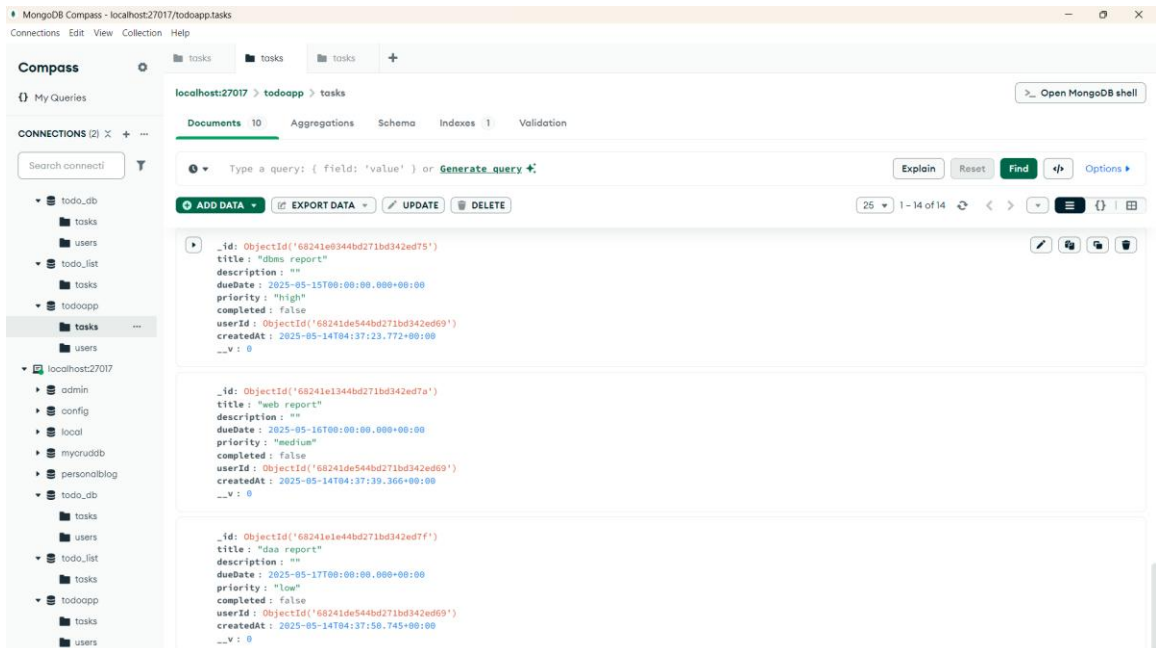 MongoDB Compass - localhost:27017/todoapp.tasks
Connections Edit View Collection Help
Compass
{} My Queries
CONNECTIONS (2)
Search connecti
todo_db
tasks
users
todo_list
tasks
todoapp
tasks
users
localhost:27017
admin
config
local
mycruddb
personalblog
todo_db
tasks
users
todo_list
tasks
todoapp
tasks
users
tasks tasks tasks +
localhost:27017 > todoapp > tasks
>_ Open MongoDB shell
Documents 10 Aggregations Schema Indexes 1 Validation
Type a query: { field: 'value' } or Generate query
Explain Reset Find </> Options
ADD DATA EXPORT DATA UPDATE DELETE
25 1 - 14 of 14 {}
_id: ObjectId('68241e0344bd271bd342ed75')
title : "dbms report"
description : ""
dueDate : 2025-05-15T00:00:00.000+00:00
priority : "high"
completed : false
userId : ObjectId('68241de544bd271bd342ed69')
createdAt : 2025-05-14T04:37:23.772+00:00
__v : 0
_id: ObjectId('68241e1344bd271bd342ed7a')
title : "web report"
description : ""
dueDate : 2025-05-16T00:00:00.000+00:00
priority : "medium"
completed : false
userId : ObjectId('68241de544bd271bd342ed69')
createdAt : 2025-05-14T04:37:39.366+00:00
__v : 0
_id: ObjectId('68241e1e44bd271bd342ed7f')
title : "daa report"
description : ""
dueDate : 2025-05-17T00:00:00.000+00:00
priority : "low"
completed : false
userId : ObjectId('68241de544bd271bd342ed69')
createdAt : 2025-05-14T04:37:50.745+00:00
__v : 0